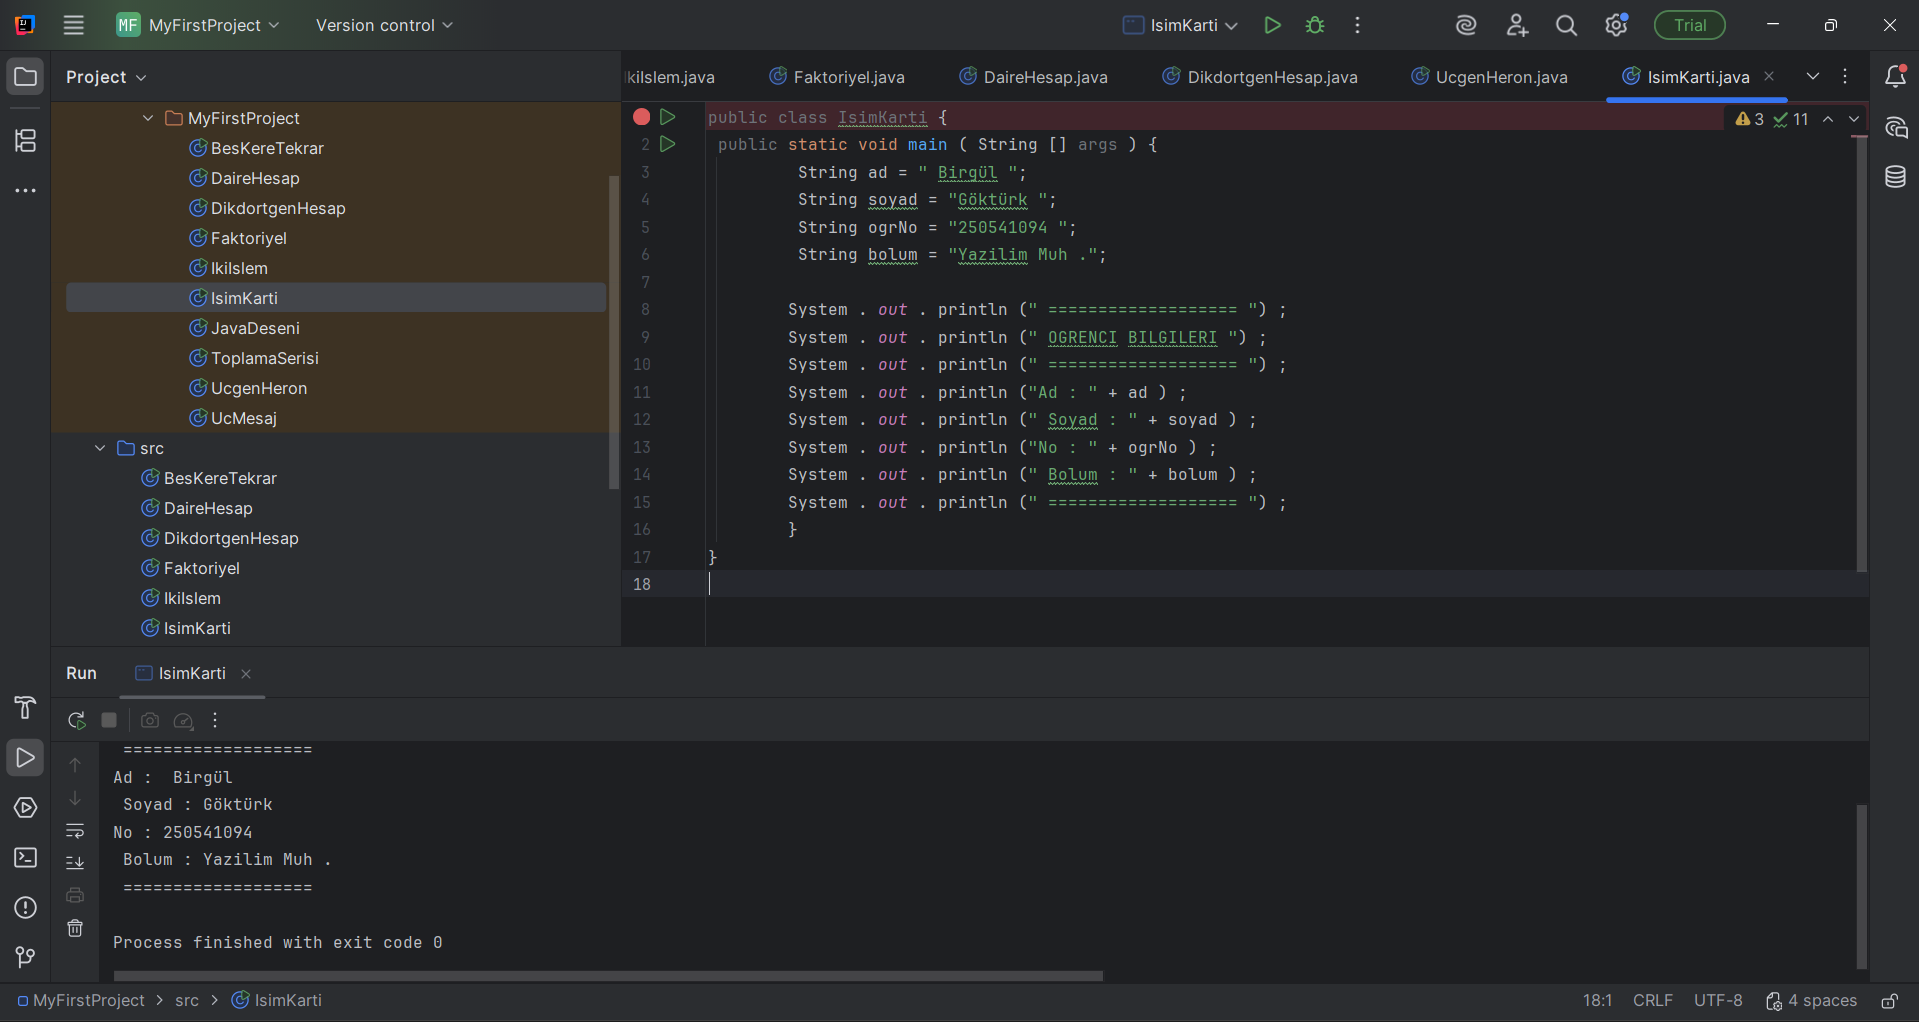 MF MyFirstProject Version control IsimKarti Trial
Project
kiIslem.java Faktoriyel.java DaireHesap.java DikdortgenHesap.java UcgenHeron.java IsimKarti.java
MyFirstProject
BesKereTekrar
DaireHesap
DikdortgenHesap
Faktoriyel
IkiIslem
IsimKarti
JavaDeseni
ToplamaSerisi
UcgenHeron
UcMesaj
src
BesKereTekrar
DaireHesap
DikdortgenHesap
Faktoriyel
IkiIslem
IsimKarti
public class IsimKarti { 3 11
2 public static void main ( String [] args ) {
3 String ad = " Birgül ";
4 String soyad = "Göktürk ";
5 String ogrNo = "250541094 ";
6 String bolum = "Yazilim Muh .";
7
8 System . out . println (" =================== ") ;
9 System . out . println (" OGRENCI BILGILERI ") ;
10 System . out . println (" =================== ") ;
11 System . out . println ("Ad : " + ad ) ;
12 System . out . println (" Soyad : " + soyad ) ;
13 System . out . println ("No : " + ogrNo ) ;
14 System . out . println (" Bolum : " + bolum ) ;
15 System . out . println (" =================== ") ;
16 }
17 }
18
Run IsimKarti
===================
Ad :  Birgül
Soyad : Göktürk
No : 250541094
Bolum : Yazilim Muh .
===================
Process finished with exit code 0
MyFirstProject > src > IsimKarti 18:1 CRLF UTF-8 4 spaces